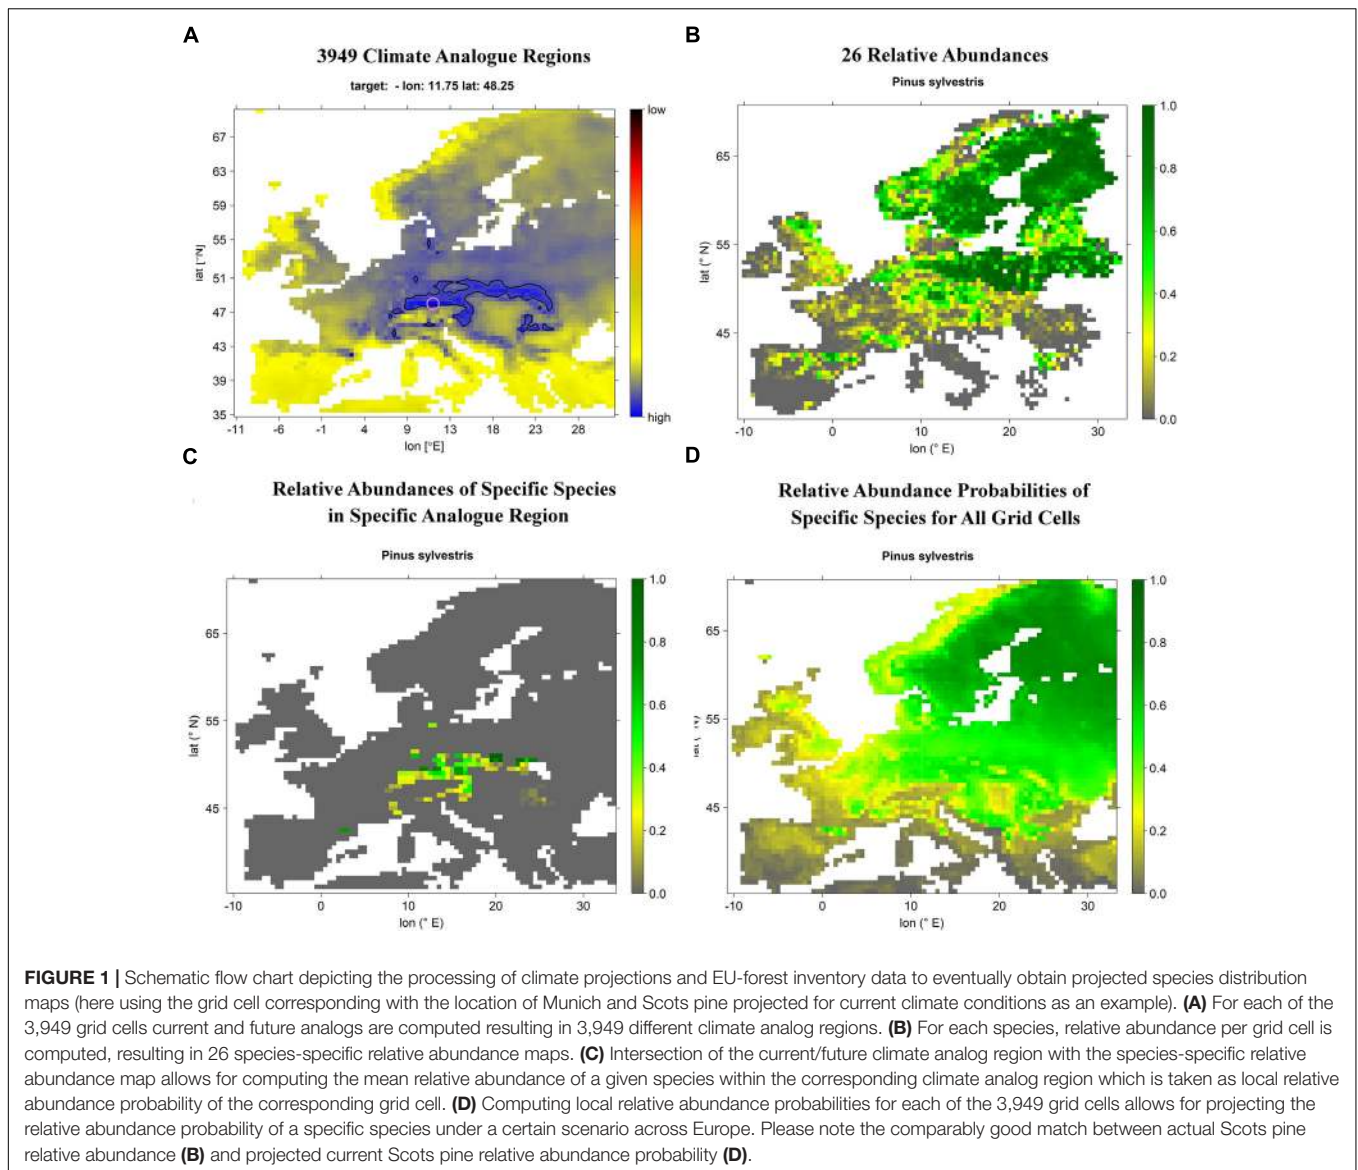 A
3949 Climate Analogue Regions
target: - lon: 11.75 lat: 48.25
67
63
59
55
51
47
43
39
35
lat [°N]
-11 -6 -1 4 9 13 18 23 28
lon [°E]
low
high
B
26 Relative Abundances
Pinus sylvestris
65
55
45
lat (° N)
-10 0 10 20 30
lon (° E)
1.0
0.8
0.6
0.4
0.2
0.0
C
Relative Abundances of Specific Species
in Specific Analogue Region
Pinus sylvestris
65
55
45
lat (° N)
-10 0 10 20 30
lon (° E)
1.0
0.8
0.6
0.4
0.2
0.0
D
Relative Abundance Probabilities of
Specific Species for All Grid Cells
Pinus sylvestris
65
55
45
-10 0 10 20 30
lon (° E)
1.0
0.8
0.6
0.4
0.2
0.0
FIGURE 1 | Schematic flow chart depicting the processing of climate projections and EU-forest inventory data to eventually obtain projected species distribution
maps (here using the grid cell corresponding with the location of Munich and Scots pine projected for current climate conditions as an example). (A) For each of the
3,949 grid cells current and future analogs are computed resulting in 3,949 different climate analog regions. (B) For each species, relative abundance per grid cell is
computed, resulting in 26 species-specific relative abundance maps. (C) Intersection of the current/future climate analog region with the species-specific relative
abundance map allows for computing the mean relative abundance of a given species within the corresponding climate analog region which is taken as local relative
abundance probability of the corresponding grid cell. (D) Computing local relative abundance probabilities for each of the 3,949 grid cells allows for projecting the
relative abundance probability of a specific species under a certain scenario across Europe. Please note the comparably good match between actual Scots pine
relative abundance (B) and projected current Scots pine relative abundance probability (D).